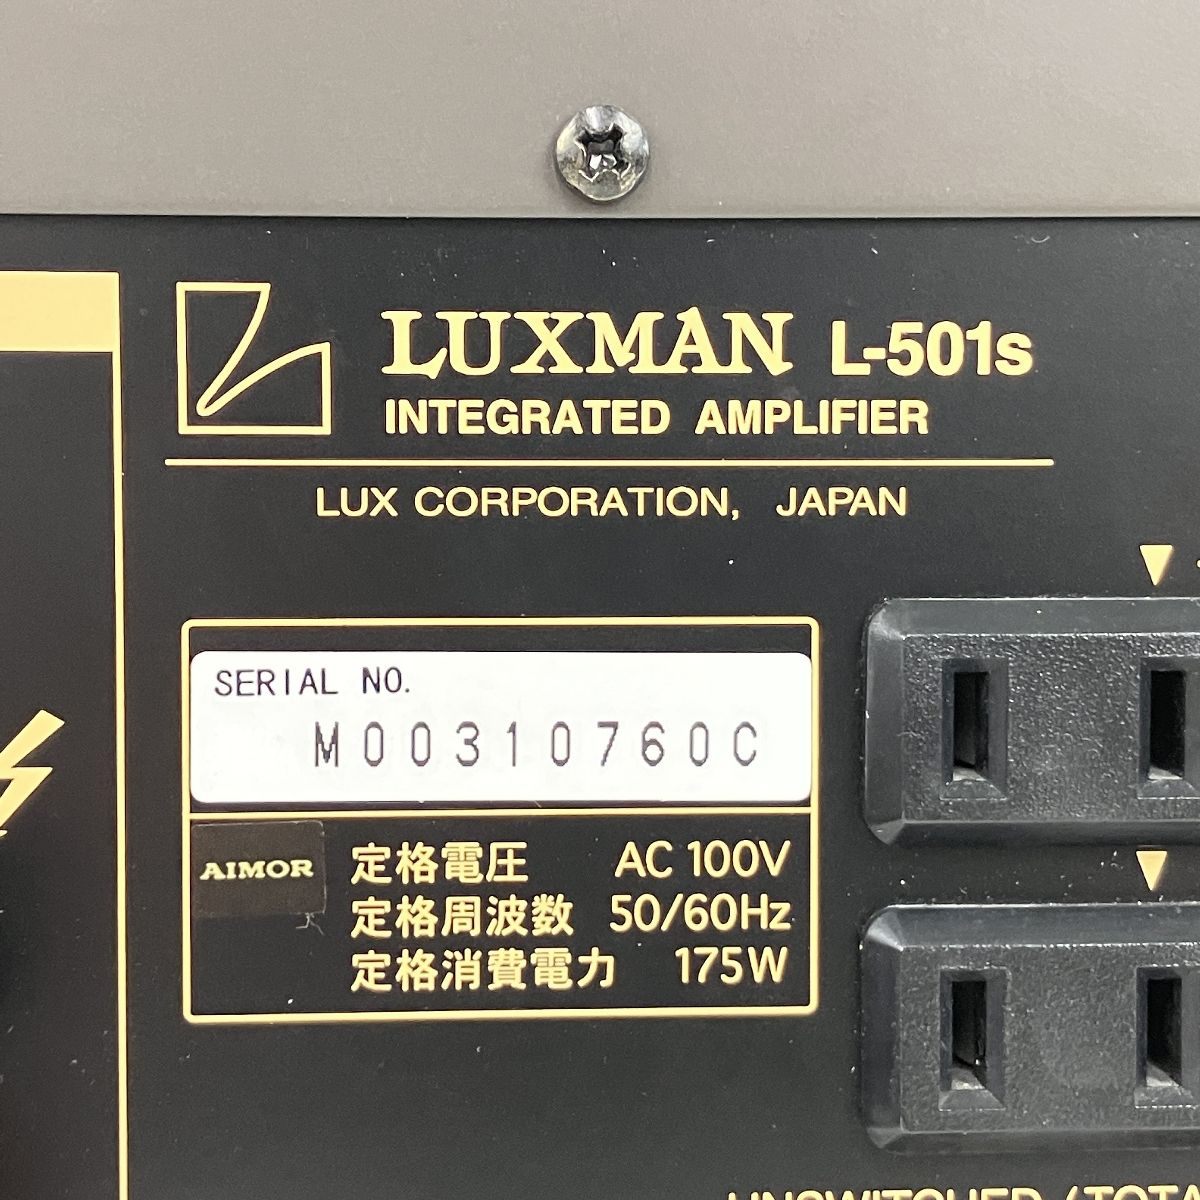 LUXMAN L-501s
INTEGRATED AMPLIFIER
LUX CORPORATION, JAPAN
SERIAL NO.
M00310760C
AIMOR
定格電圧 AC 100V
定格周波数 50/60Hz
定格消費電力 175W
UNSWITCHED